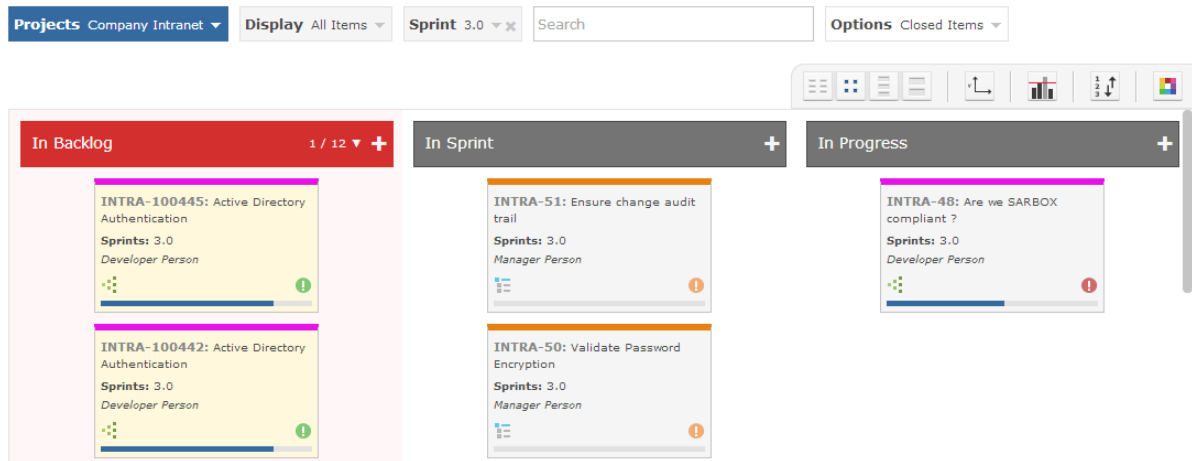 Projects Company Intranet
Display All Items
Sprint 3.0
Search
Options Closed Items
In Backlog 1 / 12
INTRA-100445: Active Directory
Authentication
Sprints: 3.0
Developer Person
INTRA-100442: Active Directory
Authentication
Sprints: 3.0
Developer Person
In Sprint
INTRA-51: Ensure change audit
trail
Sprints: 3.0
Manager Person
INTRA-50: Validate Password
Encryption
Sprints: 3.0
Manager Person
In Progress
INTRA-48: Are we SARBOX
compliant ?
Sprints: 3.0
Developer Person